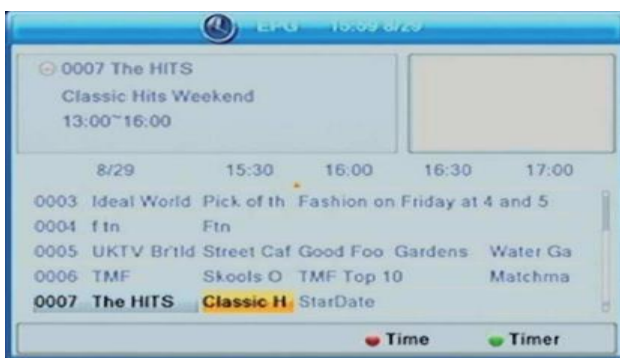 EPG 15:59 8/29
0007 The HITS
Classic Hits Weekend
13:00~16:00
8/29 15:30 16:00 16:30 17:00
0003 Ideal World Pick of th Fashion on Friday at 4 and 5
0004 f tn Ftn
0005 UKTV Br'tId Street Caf Good Foo Gardens Water Ga
0006 TMF Skools O TMF Top 10 Matchma
0007 The HITS Classic H StarDate
Time Timer